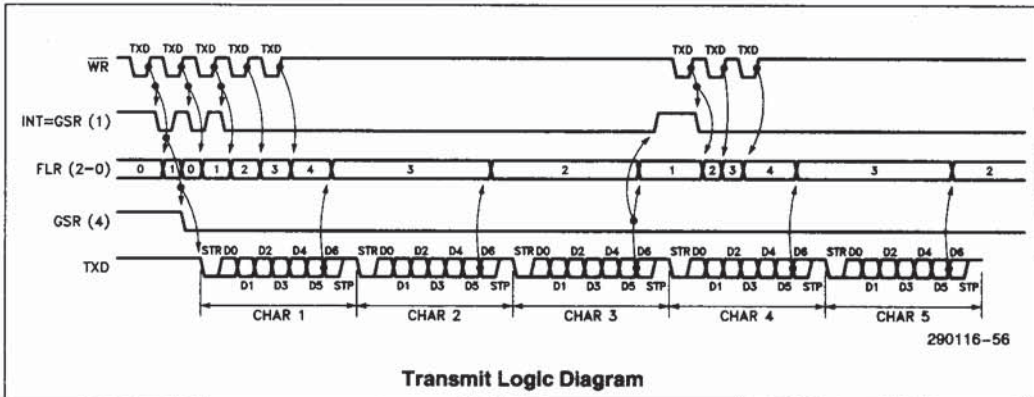 TXD TXD TXD TXD TXD TXD TXD TXD
WR
INT=GSR (1)
FLR (2–0) 0 1 0 1 2 3 4 3 2 1 2 3 4 3 2
GSR (4)
STR D0 D2 D4 D6 STR D0 D2 D4 D6 STR D0 D2 D4 D6 STR D0 D2 D4 D6 STR D0 D2 D4 D6
TXD
D1 D3 D5 STP D1 D3 D5 STP D1 D3 D5 STP D1 D3 D5 STP D1 D3 D5 STP
CHAR 1 CHAR 2 CHAR 3 CHAR 4 CHAR 5
290116–56
Transmit Logic Diagram